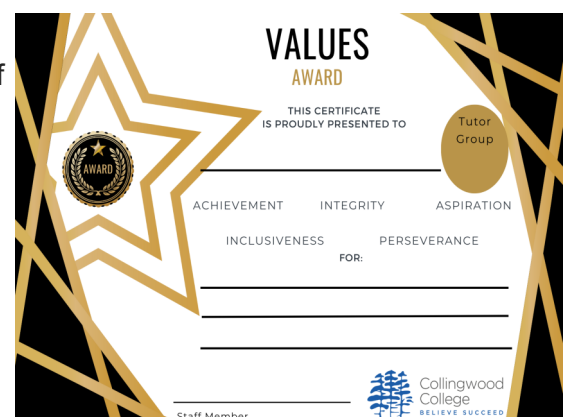 f
VALUES
AWARD
THIS CERTIFICATE
IS PROUDLY PRESENTED TO
Tutor
Group
AWARD
ACHIEVEMENT INTEGRITY ASPIRATION
INCLUSIVENESS PERSEVERANCE
FOR:
Collingwood
College
BELIEVE SUCCEED
Staff Member